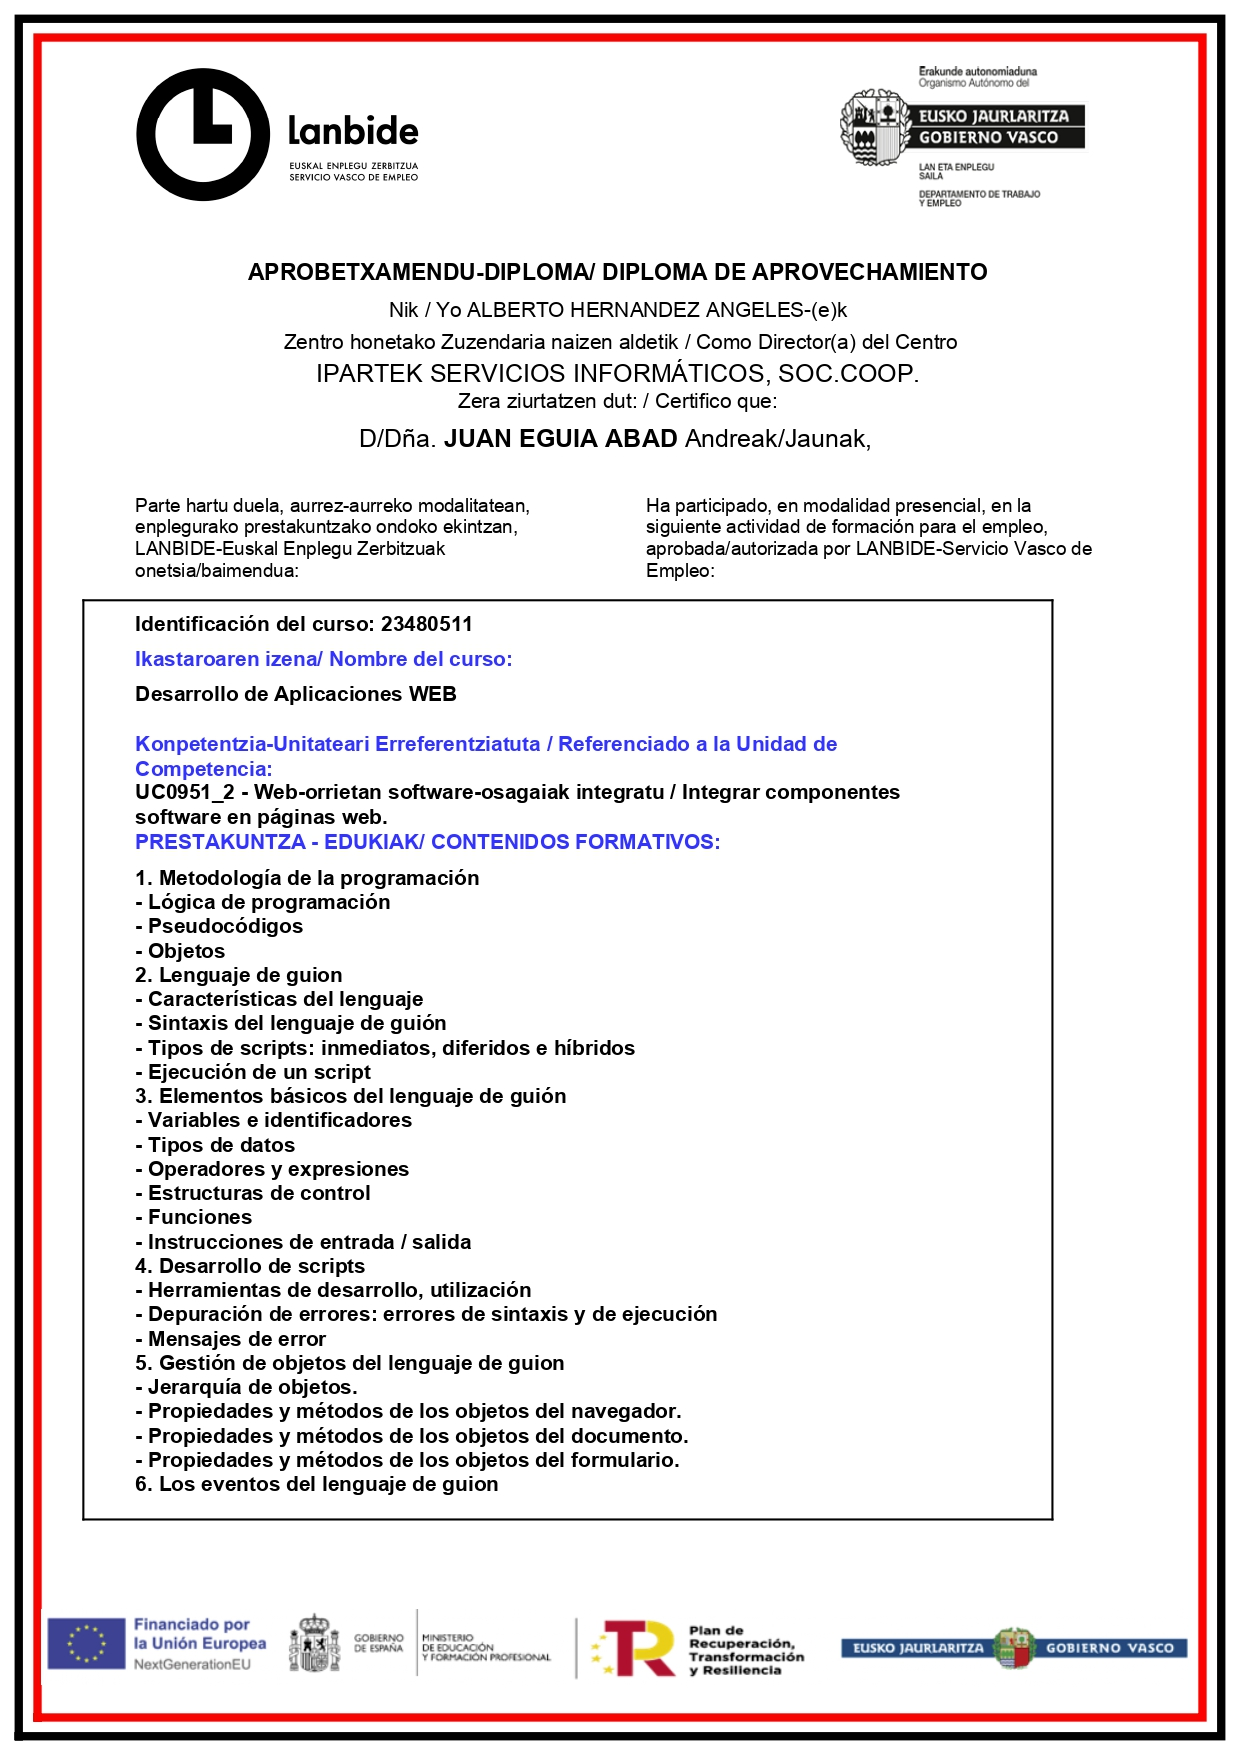 Lanbide
EUSKAL ENPLEGU ZERBITZUA
SERVICIO VASCO DE EMPLEO
Erakunde autonomiaduna
Organismo Autónomo del
EUSKO JAURLARITZA
GOBIERNO VASCO
LAN ETA ENPLEGU
SAILA
DEPARTAMENTO DE TRABAJO
Y EMPLEO
APROBETXAMENDU-DIPLOMA/ DIPLOMA DE APROVECHAMIENTO
Nik / Yo ALBERTO HERNANDEZ ANGELES-(e)k
Zentro honetako Zuzendaria naizen aldetik / Como Director(a) del Centro
IPARTEK SERVICIOS INFORMÁTICOS, SOC.COOP.
Zera ziurtatzen dut: / Certifico que:
D/Dña. JUAN EGUIA ABAD Andreak/Jaunak,
Parte hartu duela, aurrez-aurreko modalitatean,
enplegurako prestakuntzako ondoko ekintzan,
LANBIDE-Euskal Enplegu Zerbitzuak
onetsia/baimendua:
Ha participado, en modalidad presencial, en la
siguiente actividad de formación para el empleo,
aprobada/autorizada por LANBIDE-Servicio Vasco de
Empleo:
Identificación del curso: 23480511
Ikastaroaren izena/ Nombre del curso:
Desarrollo de Aplicaciones WEB
Konpetentzia-Unitateari Erreferentziatuta / Referenciado a la Unidad de
Competencia:
UC0951_2 - Web-orrietan software-osagaiak integratu / Integrar componentes
software en páginas web.
PRESTAKUNTZA - EDUKIAK/ CONTENIDOS FORMATIVOS:
1. Metodología de la programación
- Lógica de programación
- Pseudocódigos
- Objetos
2. Lenguaje de guion
- Características del lenguaje
- Sintaxis del lenguaje de guión
- Tipos de scripts: inmediatos, diferidos e híbridos
- Ejecución de un script
3. Elementos básicos del lenguaje de guión
- Variables e identificadores
- Tipos de datos
- Operadores y expresiones
- Estructuras de control
- Funciones
- Instrucciones de entrada / salida
4. Desarrollo de scripts
- Herramientas de desarrollo, utilización
- Depuración de errores: errores de sintaxis y de ejecución
- Mensajes de error
5. Gestión de objetos del lenguaje de guion
- Jerarquía de objetos.
- Propiedades y métodos de los objetos del navegador.
- Propiedades y métodos de los objetos del documento.
- Propiedades y métodos de los objetos del formulario.
6. Los eventos del lenguaje de guion
Financiado por
la Unión Europea
NextGenerationEU
GOBIERNO
DE ESPAÑA
MINISTERIO
DE EDUCACIÓN
Y FORMACIÓN PROFESIONAL
Plan de
Recuperación,
Transformación
y Resiliencia
EUSKO JAURLARITZA
GOBIERNO VASCO